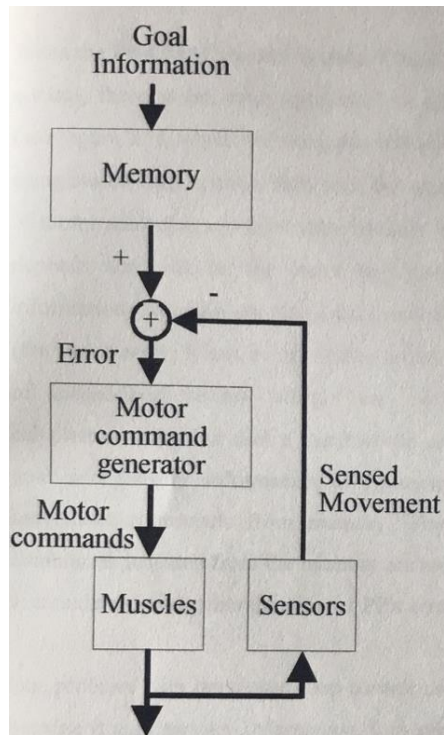 Goal
Information
Memory
+
-
+
Error
Motor
command
generator
Sensed
Movement
Motor
commands
Muscles
Sensors